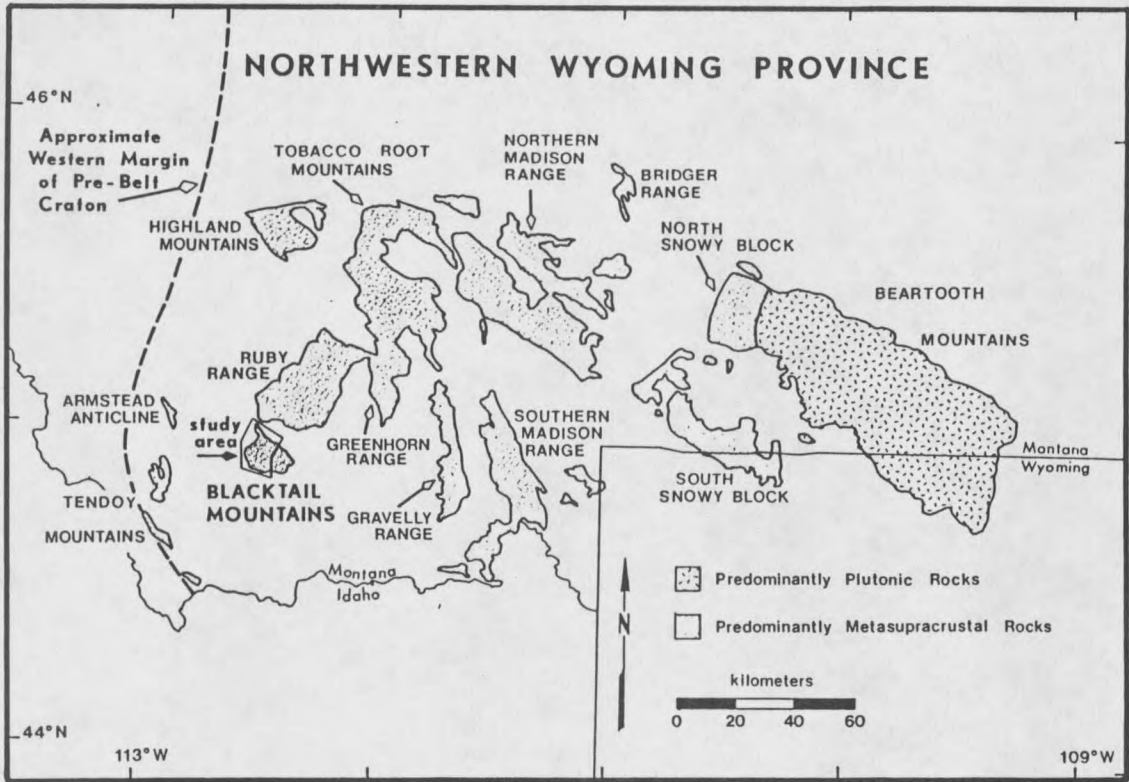 NORTHWESTERN WYOMING PROVINCE
46°N
Approximate
Western Margin
of Pre-Belt
Craton
TOBACCO ROOT
MOUNTAINS
NORTHERN
MADISON
RANGE
BRIDGER
RANGE
HIGHLAND
MOUNTAINS
NORTH
SNOWY BLOCK
BEARTOOTH
MOUNTAINS
RUBY
RANGE
ARMSTEAD
ANTICLINE
study
area
GREENHORN
RANGE
SOUTHERN
MADISON
RANGE
Montana
Wyoming
TENDOY
MOUNTAINS
BLACKTAIL
MOUNTAINS
GRAVELLY
RANGE
SOUTH
SNOWY BLOCK
Montana
Idaho
N
Predominantly Plutonic Rocks
Predominantly Metasupracrustal Rocks
kilometers
0 20 40 60
44°N
113°W
109°W